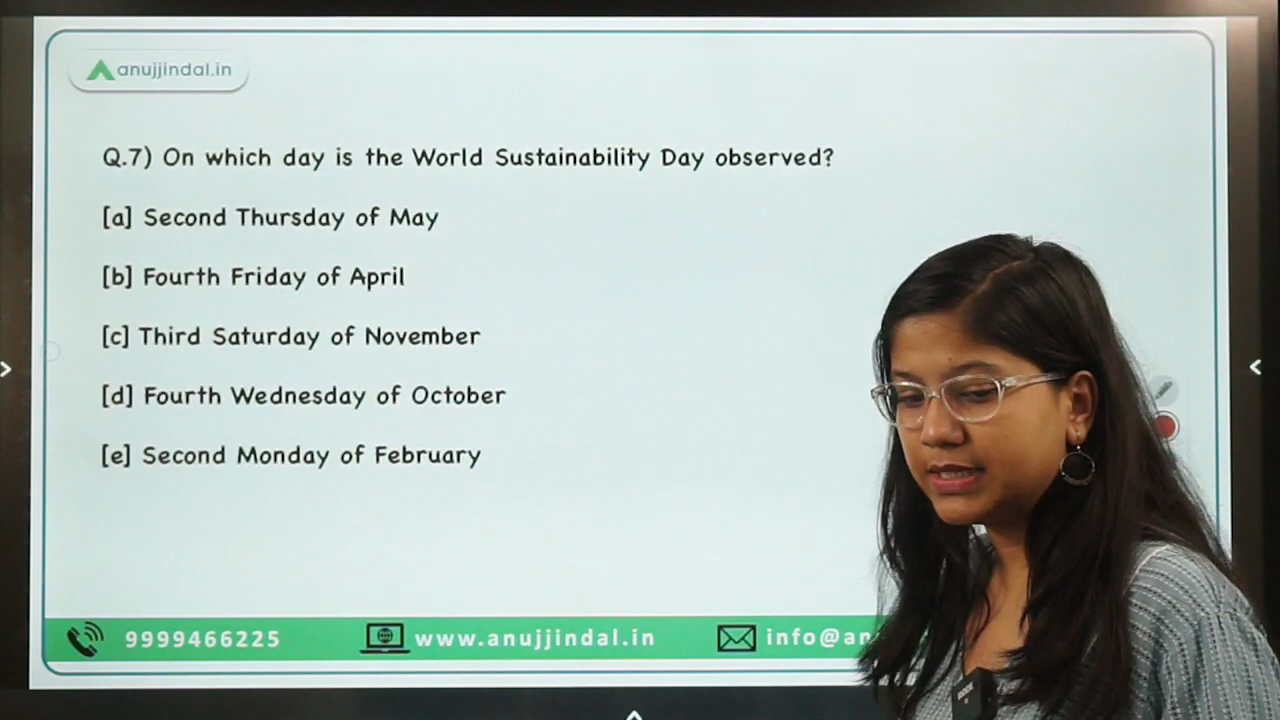 anujjindal.in
Q.7) On which day is the World Sustainability Day observed?
[a] Second Thursday of May
[b] Fourth Friday of April
[c] Third Saturday of November
[d] Fourth Wednesday of October
[e] Second Monday of February
9999466225
www.anujjindal.in
info@an